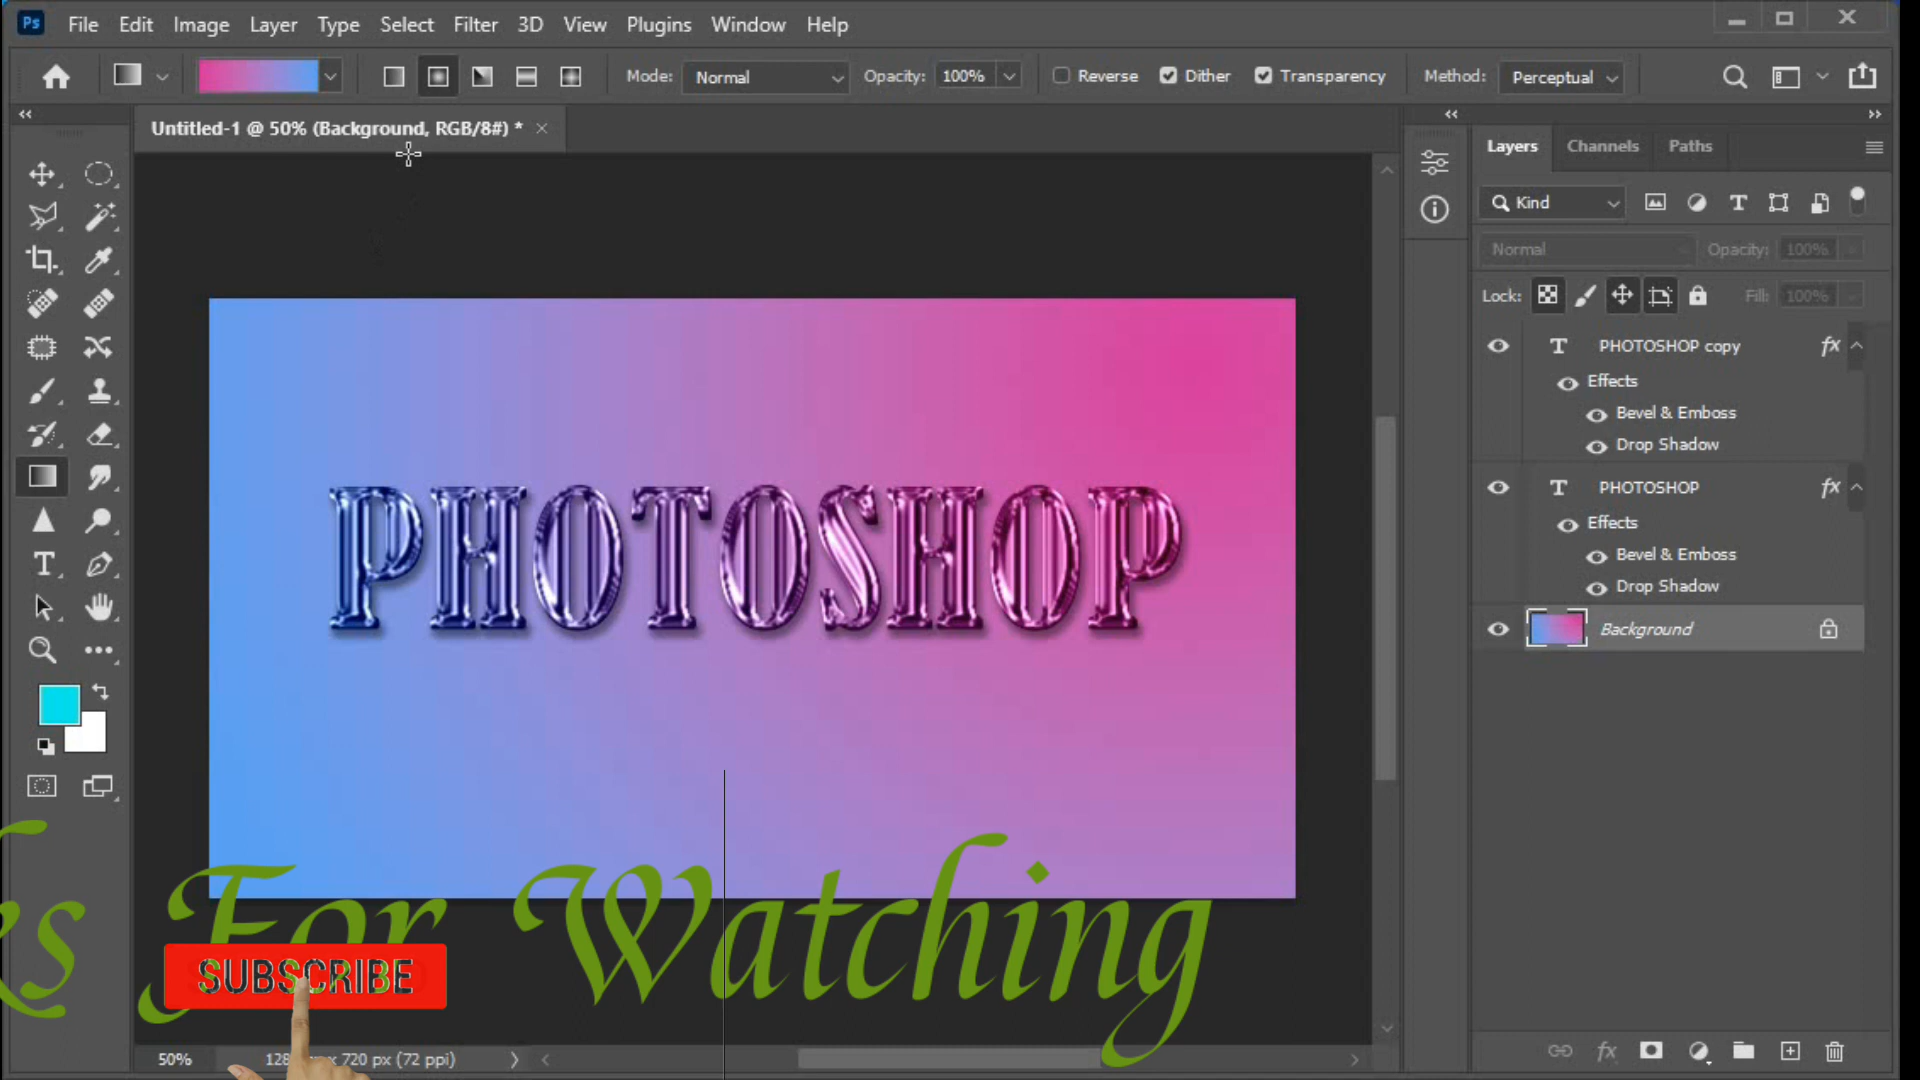 Ps File Edit Image Layer Type Select Filter 3D View Plugins Window Help
Mode: Normal Opacity: 100% Reverse Dither Transparency Method: Perceptual
Untitled-1 @ 50% (Background, RGB/8#) *
Layers Channels Paths
Kind
Normal Opacity: 100%
Lock: Fill: 100%
PHOTOSHOP copy fx
Effects
Bevel & Emboss
Drop Shadow
PHOTOSHOP fx
Effects
Bevel & Emboss
Drop Shadow
Background
PHOTOSHOP
For Watching
SUBSCRIBE
50% 720 px (72 ppi)